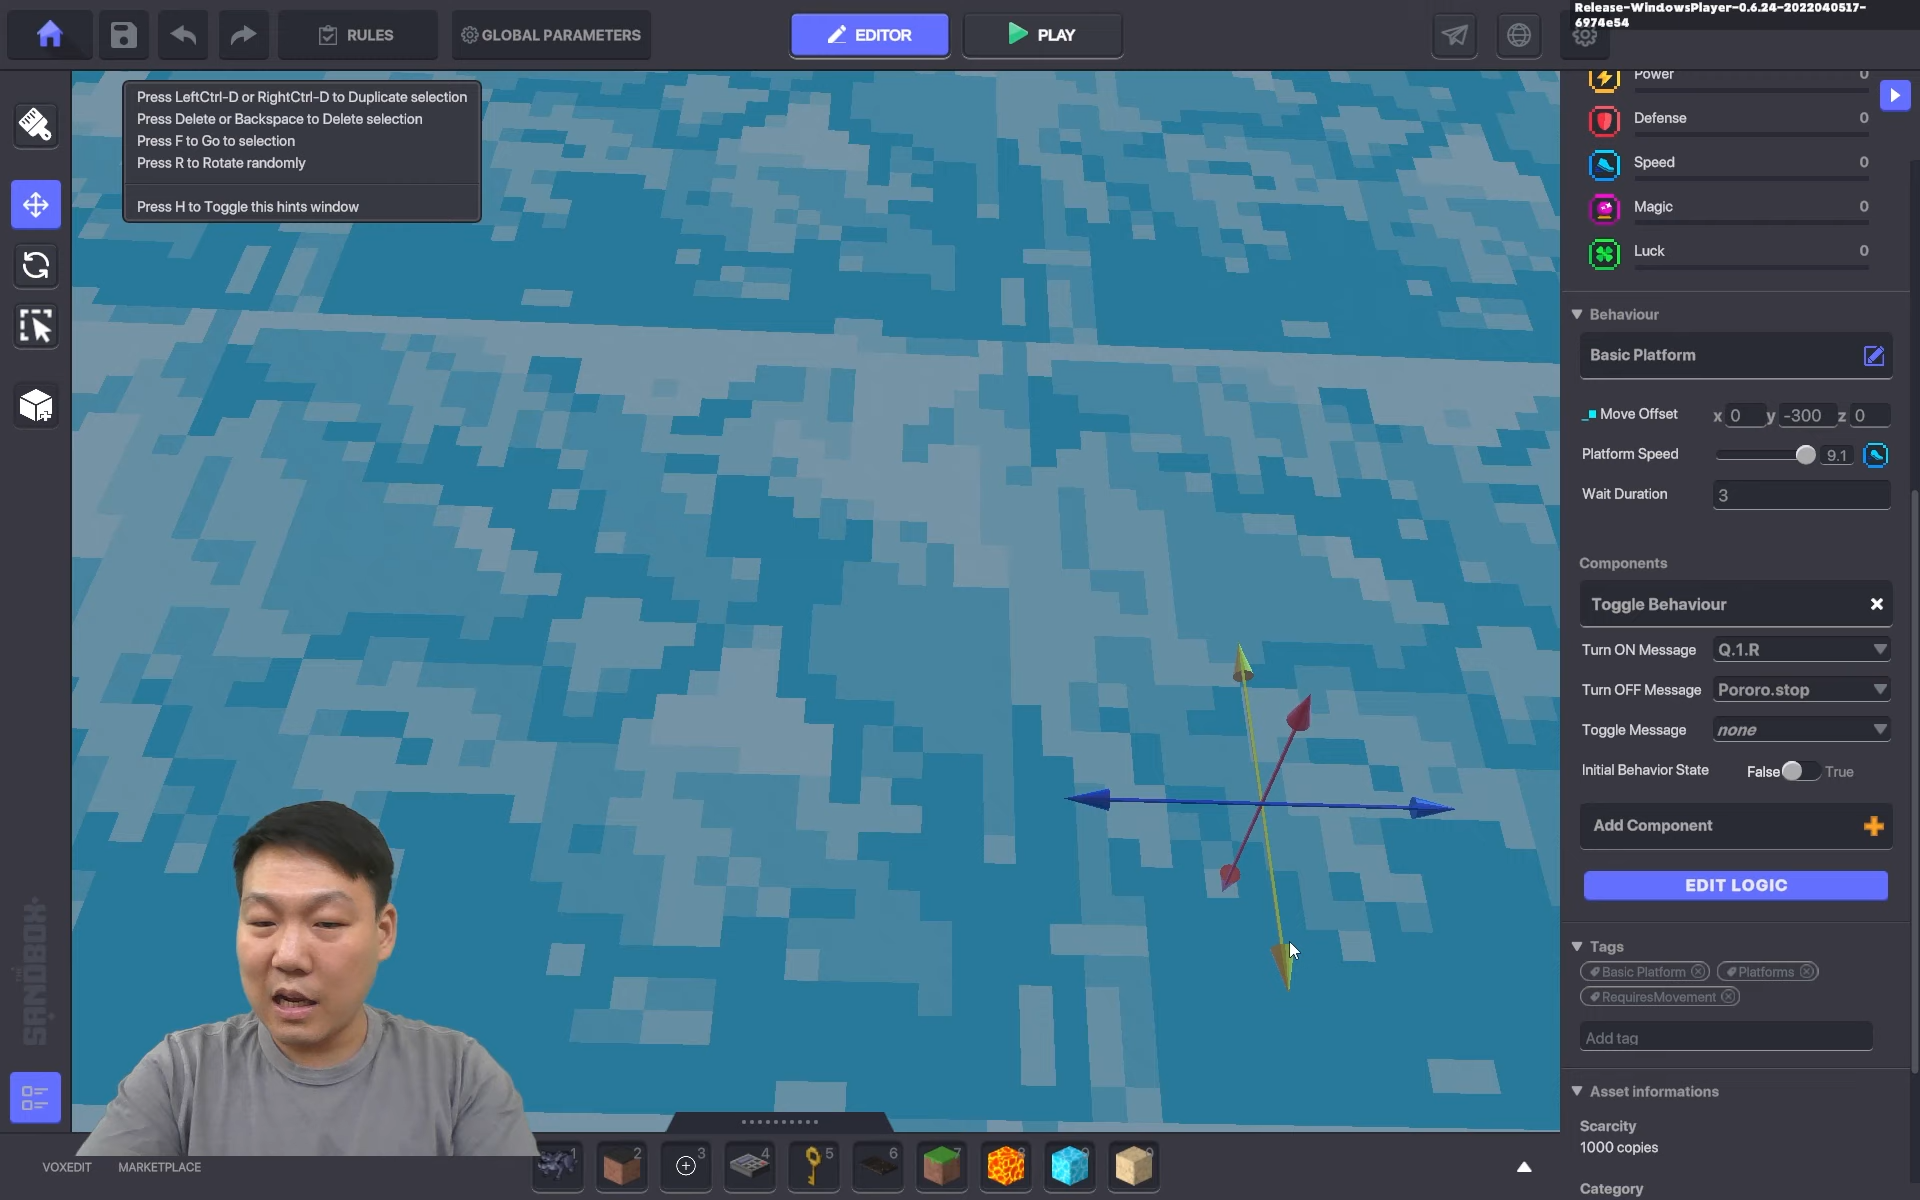 Release-WindowsPlayer-0.6.24-2022040517-
6974e54
RULES
GLOBAL PARAMETERS
EDITOR
PLAY
Press LeftCtrl-D or RightCtrl-D to Duplicate selection
Press Delete or Backspace to Delete selection
Press F to Go to selection
Press R to Rotate randomly
Press H to Toggle this hints window
Power 0
Defense 0
Speed 0
Magic 0
Luck 0
Behaviour
Basic Platform
Move Offset x 0 y -300 z 0
Platform Speed 9.1
Wait Duration 3
Components
Toggle Behaviour
Turn ON Message Q.1.R
Turn OFF Message Pororo.stop
Toggle Message none
Initial Behavior State False True
Add Component
EDIT LOGIC
Tags
Basic Platform Platforms
RequiresMovement
Add tag
Asset informations
Scarcity
1000 copies
Category
THE SANDBOX
VOXEDIT MARKETPLACE
1 2 3 4 5 6 7 8 9 0